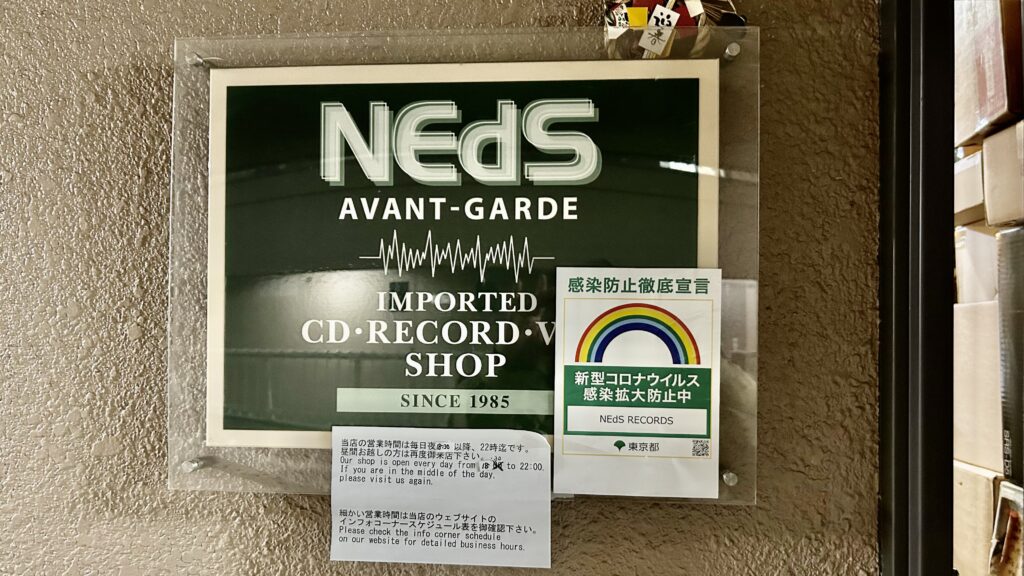 迎春
NEdS
AVANT-GARDE
IMPORTED
CD・RECORD・V
SHOP
SINCE 1985
感染防止徹底宣言
新型コロナウイルス
感染拡大防止中
NEdS RECORDS
東京都
当店の営業時間は毎日夜 以降、22時迄です。
昼間お越しの方は再度御来店下さい。
Our shop is open every day from 18: to 22:00.
If you are in the middle of the day,
please visit us again.
細かい営業時間は当店のウェブサイトの
インフォコーナースケジュール表を御確認下さい。
Please check the info corner schedule
on our website for detailed business hours.